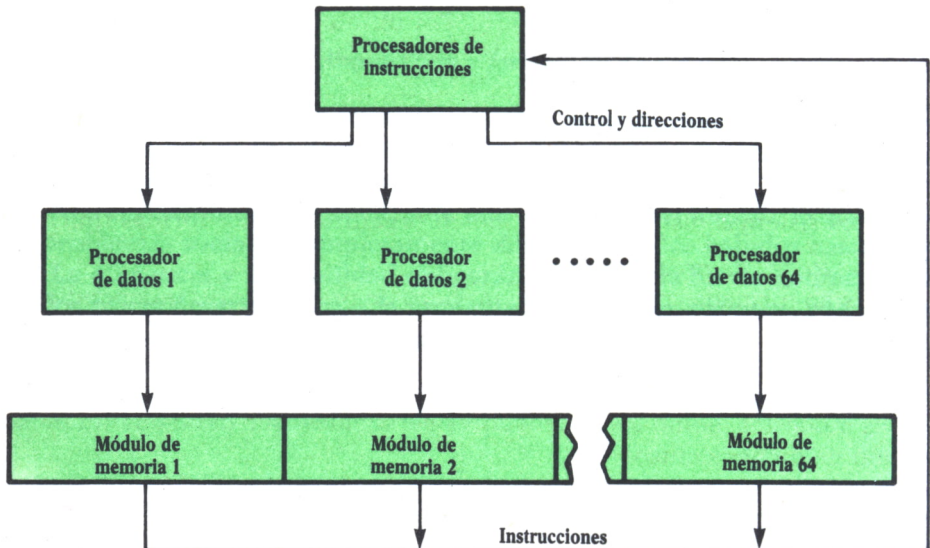 Procesadores de
instrucciones
Control y direcciones
Procesador
de datos 1
Procesador
de datos 2
Procesador
de datos 64
Módulo de
memoria 1
Módulo de
memoria 2
Módulo de
memoria 64
Instrucciones